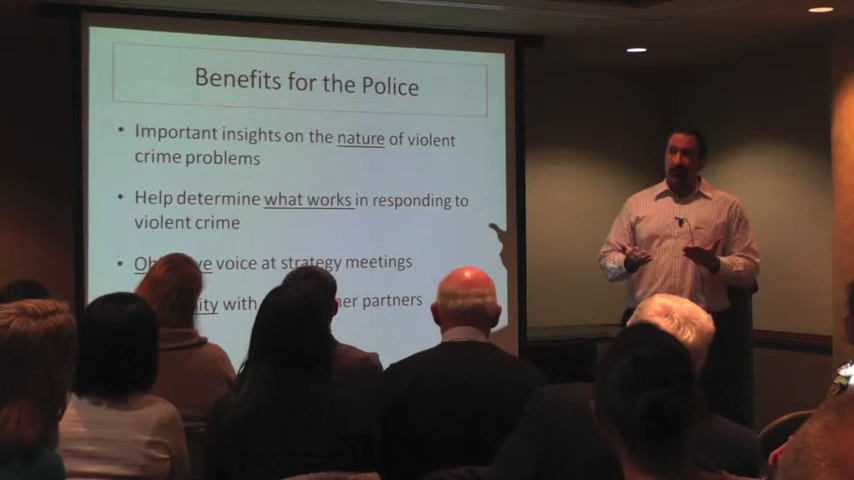 Benefits for the Police
• Important insights on the nature of violent
crime problems
• Help determine what works in responding to
violent crime
• voice at strategy meetings
with partners